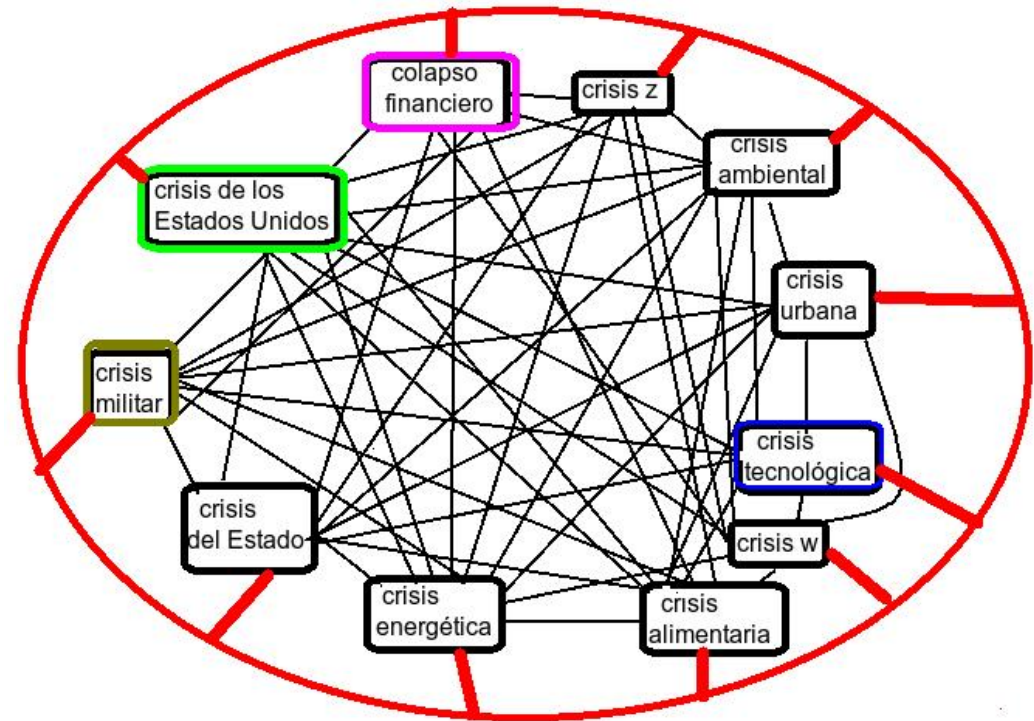 colapso
financiero
crisis z
crisis
ambiental
crisis de los
Estados Unidos
crisis
urbana
crisis
militar
crisis
tecnológica
crisis
del Estado
crisis w
crisis
energética
crisis
alimentaria